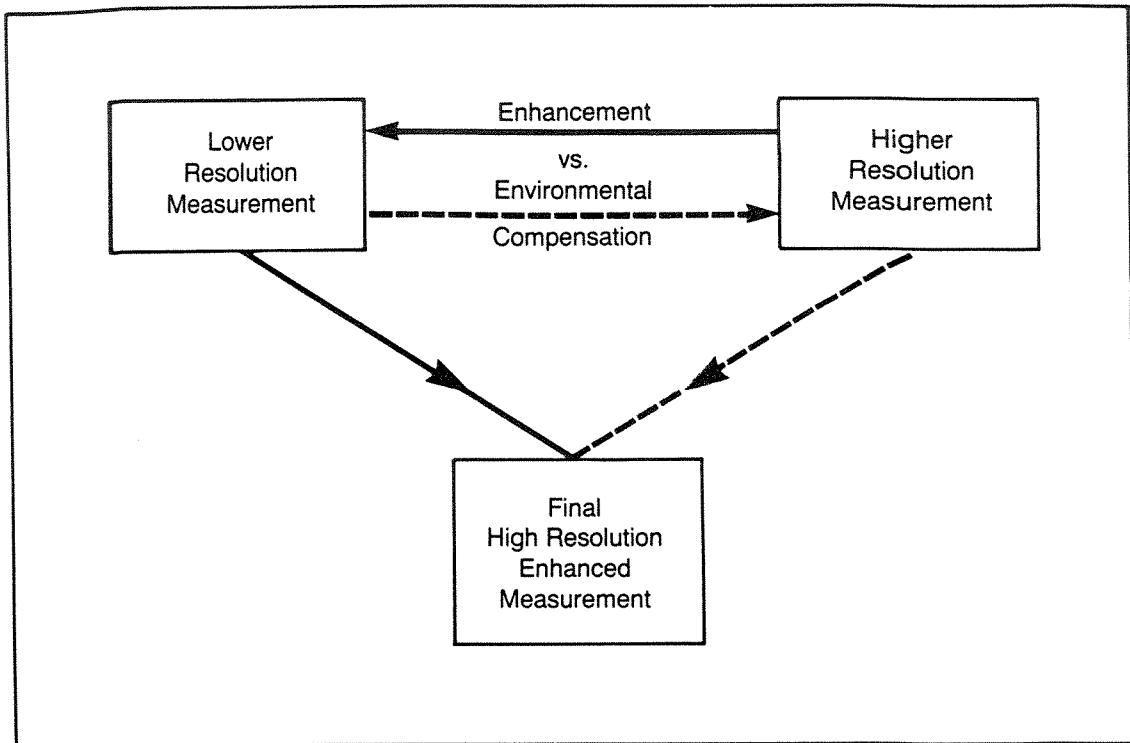 Lower
Resolution
Measurement
Enhancement
vs.
Environmental
Compensation
Higher
Resolution
Measurement
Final
High Resolution
Enhanced
Measurement